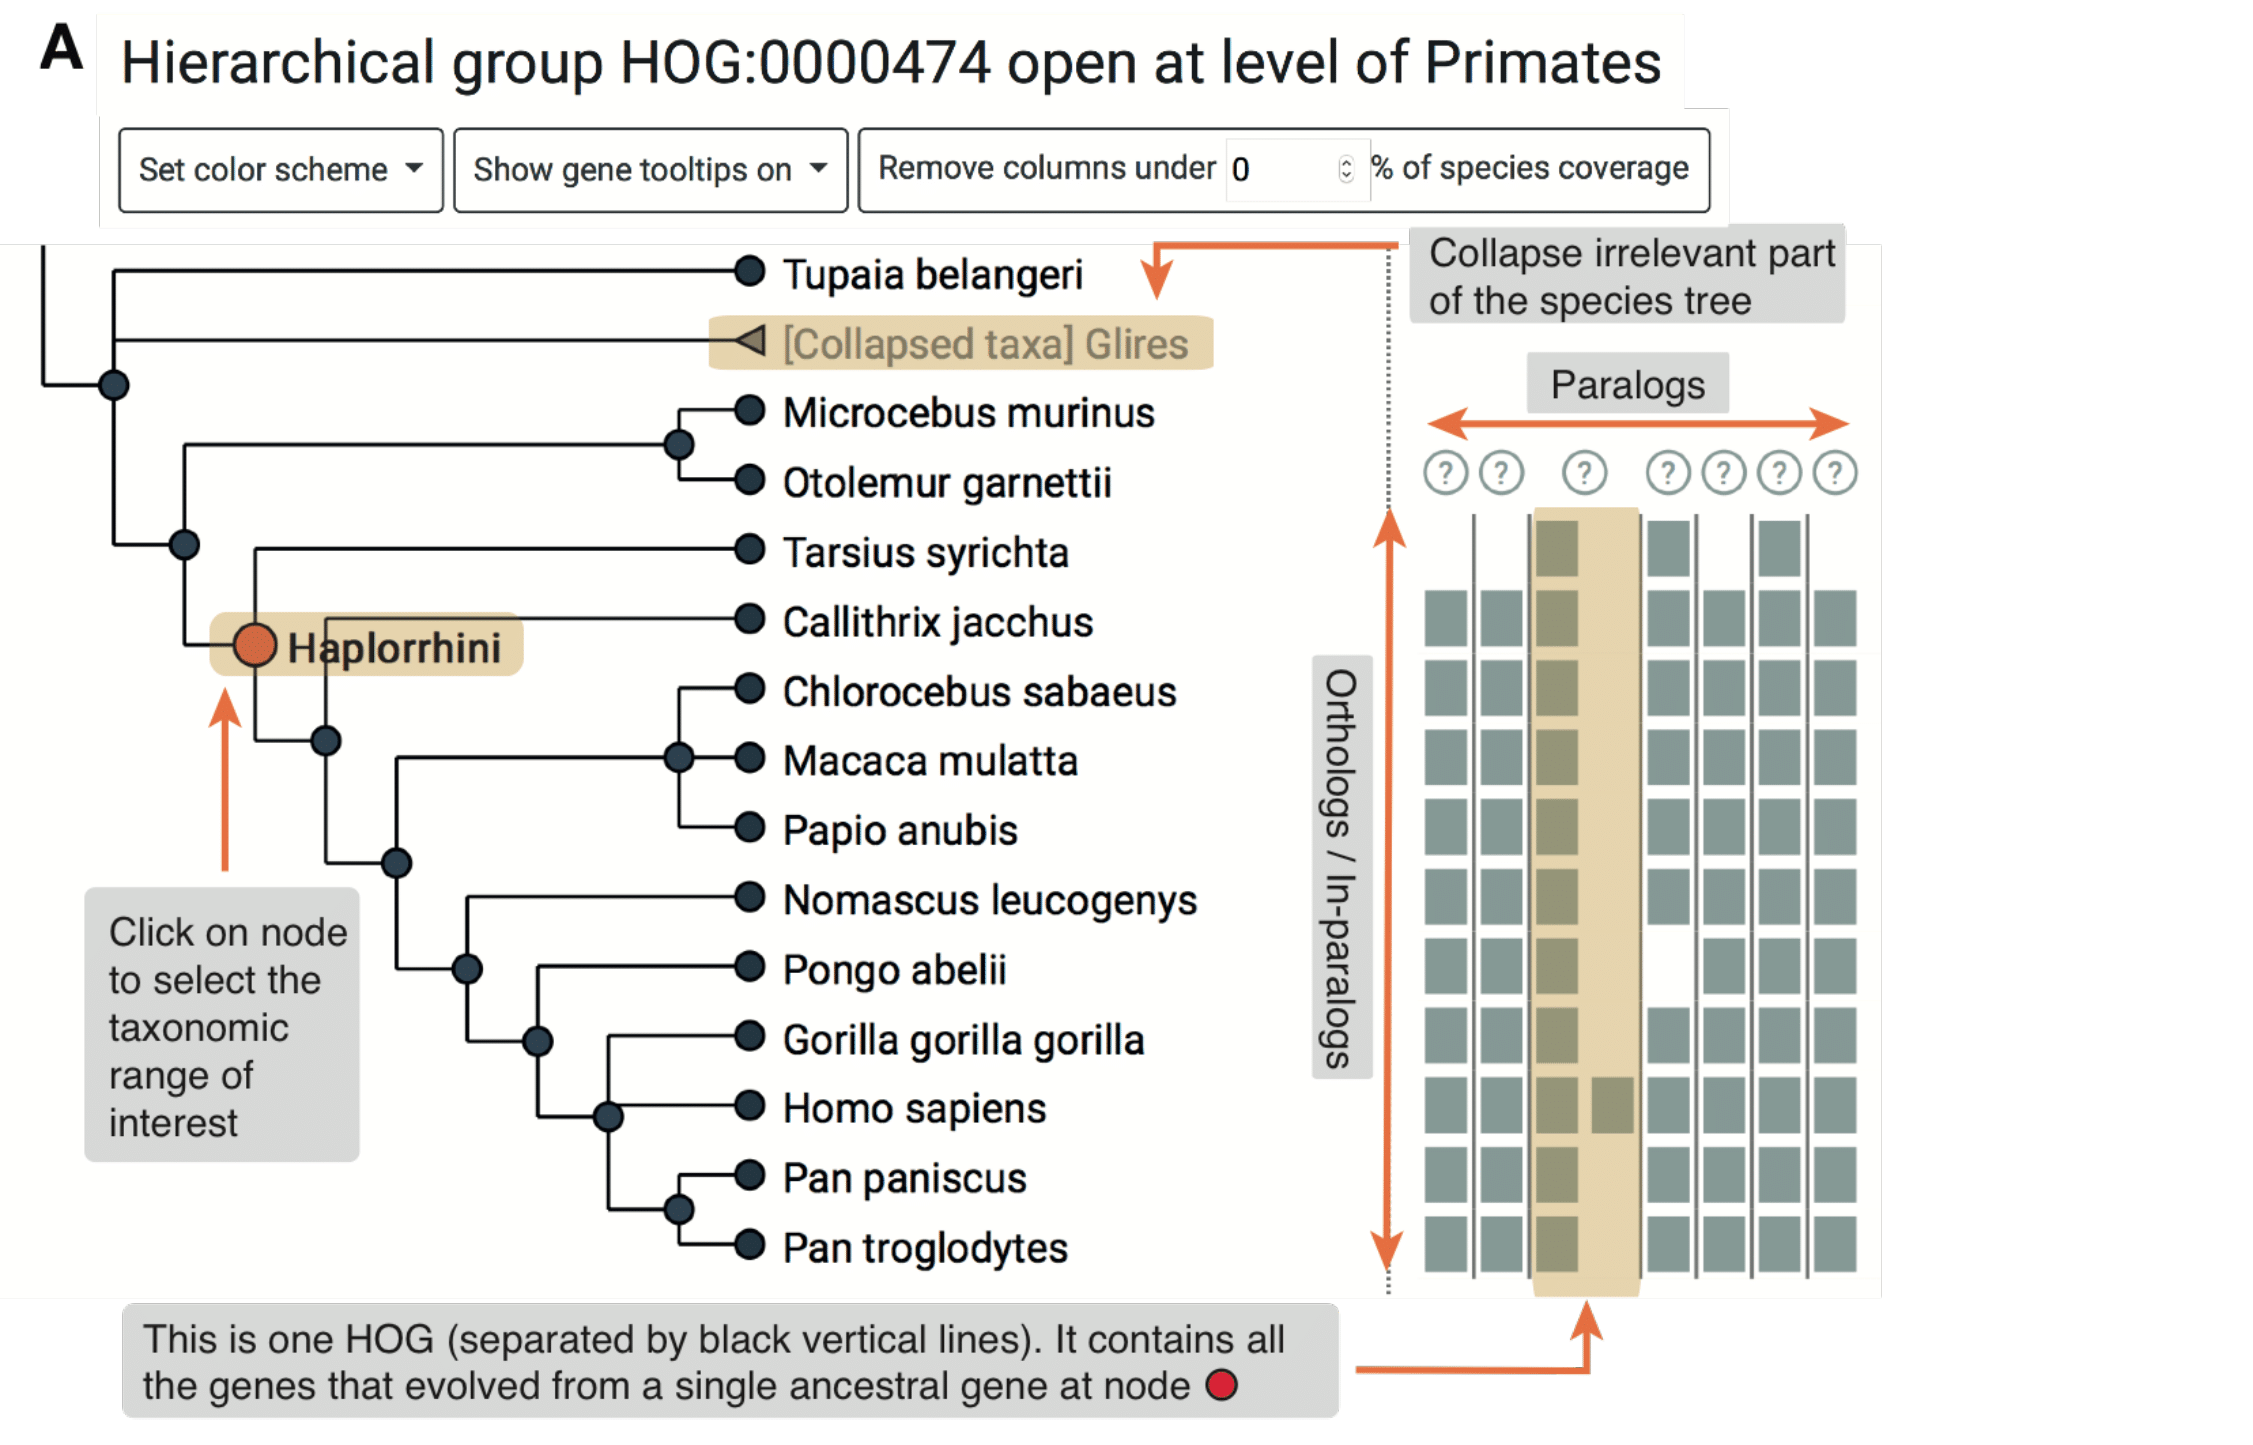 A
Hierarchical group HOG:0000474 open at level of Primates
Set color scheme
Show gene tooltips on
Remove columns under 0 % of species coverage
Collapse irrelevant part
of the species tree
Tupaia belangeri
[Collapsed taxa] Glires
Paralogs
Microcebus murinus
Otolemur garnettii
? ? ? ? ? ? ?
Tarsius syrichta
Callithrix jacchus
Haplorrhini
Chlorocebus sabaeus
Macaca mulatta
Papio anubis
Nomascus leucogenys
Pongo abelii
Gorilla gorilla gorilla
Homo sapiens
Pan paniscus
Pan troglodytes
Orthologs / In-paralogs
Click on node
to select the
taxonomic
range of
interest
This is one HOG (separated by black vertical lines). It contains all
the genes that evolved from a single ancestral gene at node